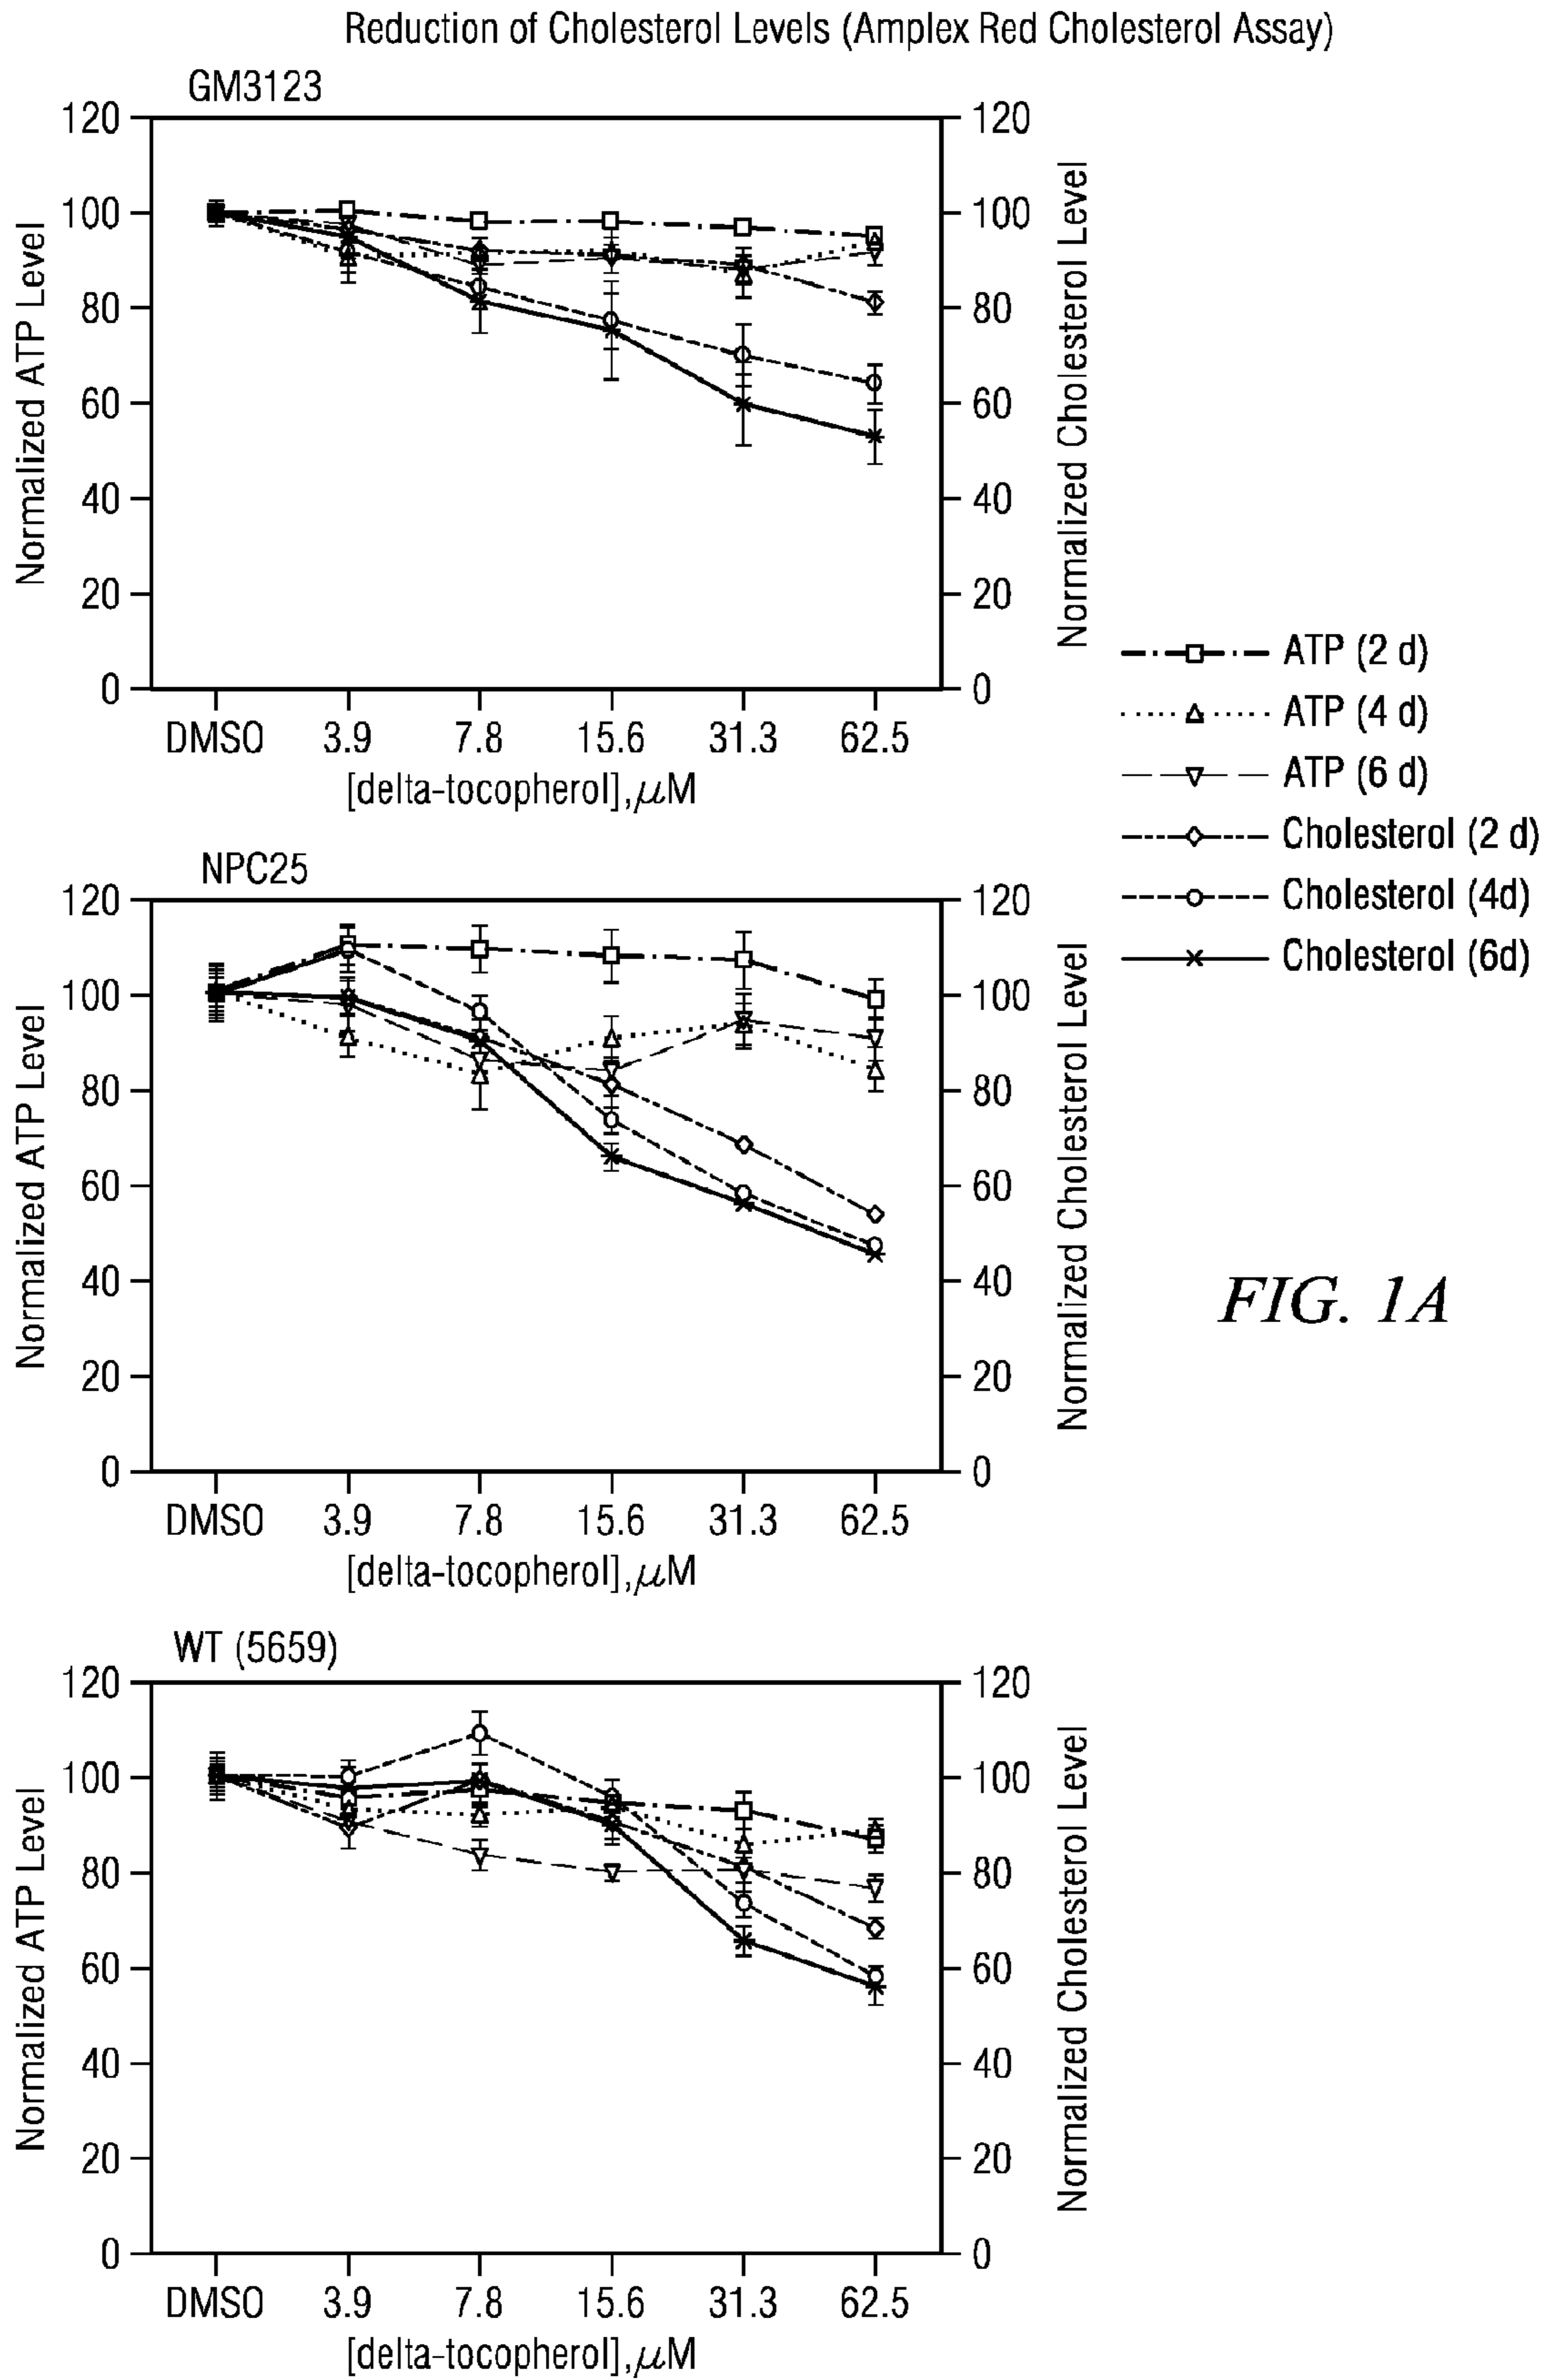 Reduction of Cholesterol Levels (Amplex Red Cholesterol Assay)
GM3123
Normalized ATP Level
120
100
80
60
40
20
0
120
100
80
60
40
20
0
Normalized Cholesterol Level
DMSO 3.9 7.8 15.6 31.3 62.5
[delta-tocopherol],μM
ATP (2 d)
ATP (4 d)
ATP (6 d)
Cholesterol (2 d)
Cholesterol (4d)
Cholesterol (6d)
NPC25
Normalized ATP Level
120
100
80
60
40
20
0
120
100
80
60
40
20
0
Normalized Cholesterol Level
DMSO 3.9 7.8 15.6 31.3 62.5
[delta-tocopherol],μM
FIG. 1A
WT (5659)
Normalized ATP Level
120
100
80
60
40
20
0
120
100
80
60
40
20
0
Normalized Cholesterol Level
DMSO 3.9 7.8 15.6 31.3 62.5
[delta-tocopherol],μM